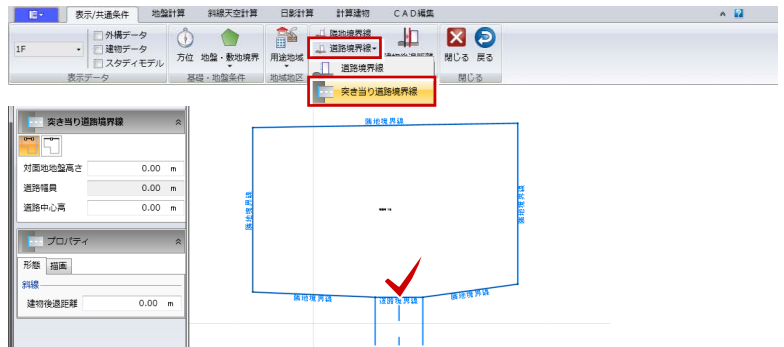 表示/共通条件 地盤計算 斜線天空計算 日影計算 計算建物 CAD編集
1F
外構データ
建物データ
スタディモデル
表示データ
方位 地盤・敷地境界
基礎・地盤条件
用途地域
地域地区
隣地境界線
道路境界線
道路境界線
突き当り道路境界線
閉じる 戻る
閉じる
突き当り道路境界線
対面地地盤高さ 0.00 m
道路幅員 0.00 m
道路中心高 0.00 m
プロパティ
形態 描画
斜線
建物後退距離 0.00 m
隣地境界線
隣地境界線
隣地境界線
隣地境界線
道路境界線
隣地境界線